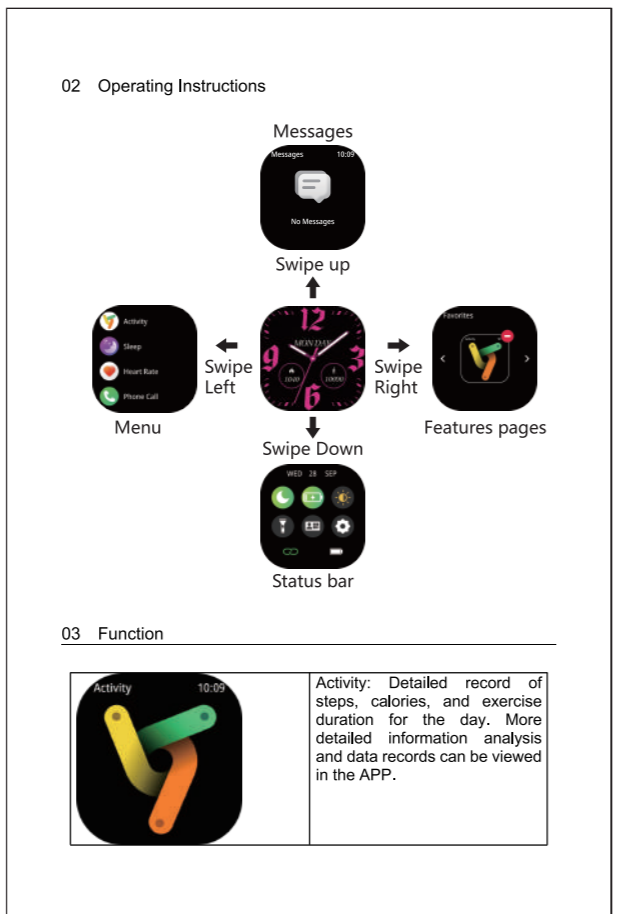 02 Operating Instructions
Messages
Messages 10:09
No Messages
Swipe up
Activity
Sleep
Heart Rate
Phone Call
Swipe
Left
Menu
12
MONDAY
9
3
6
Swipe
Right
Favorites
Features pages
Swipe Down
WED 28 SEP
Status bar
03 Function
Activity 10:09
Activity: Detailed record of
steps, calories, and exercise
duration for the day. More
detailed information analysis
and data records can be viewed
in the APP.